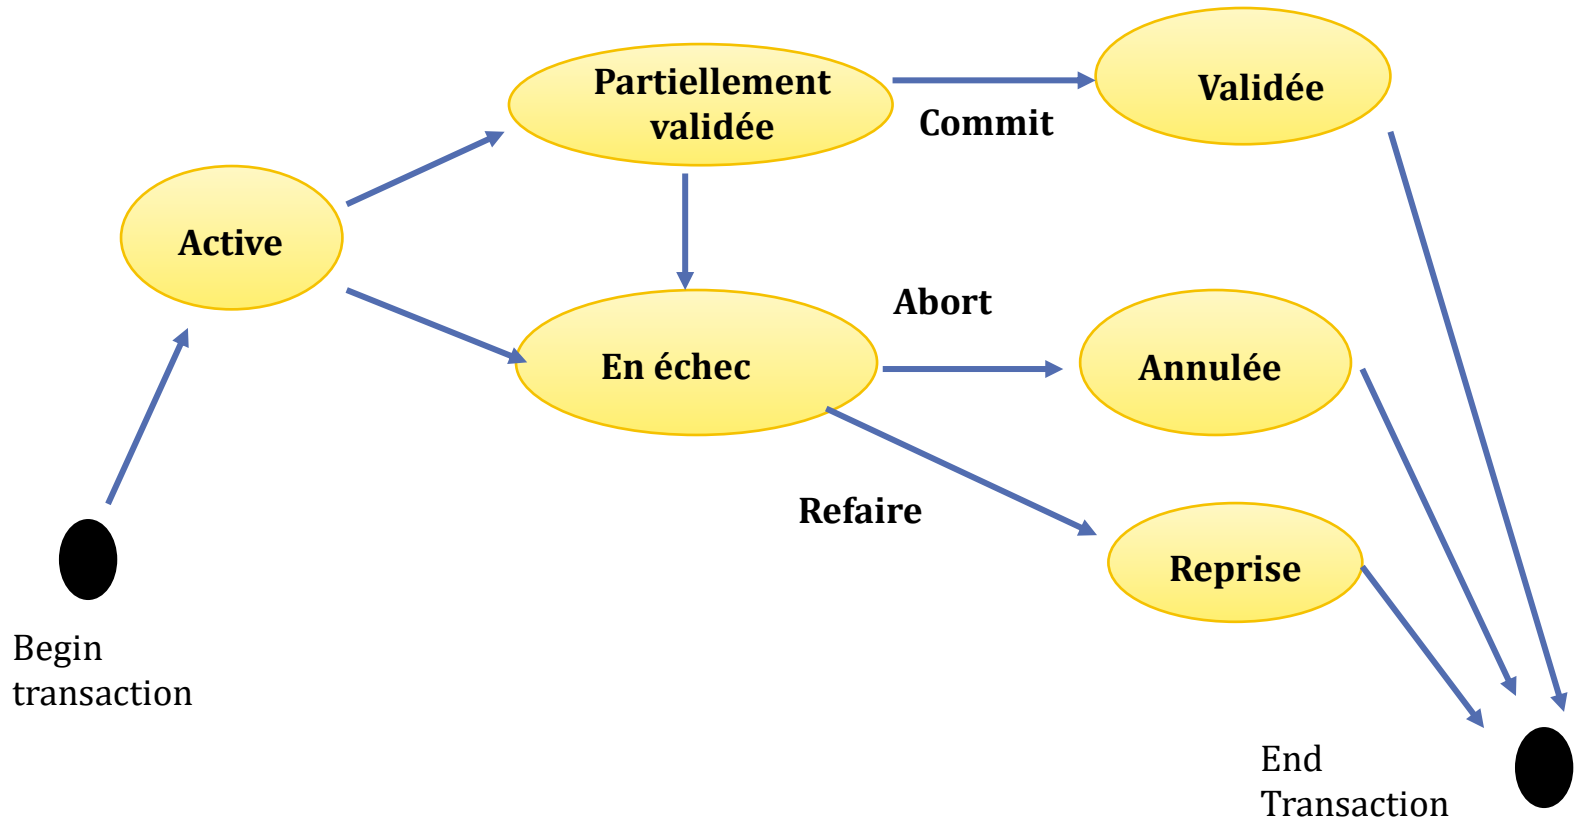 Partiellement
validée
Commit
Validée
Active
Abort
En échec
Annulée
Refaire
Reprise
Begin
transaction
End
Transaction